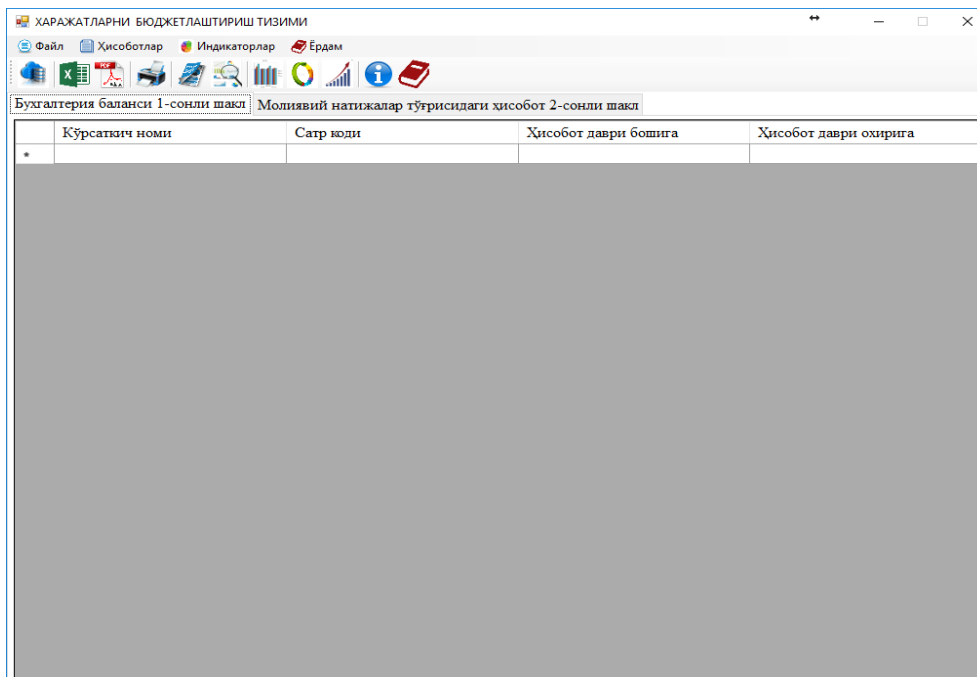 ХАРАЖАТЛАРНИ БЮДЖЕТЛАШТИРИШ ТИЗИМИ
Файл Ҳисоботлар Индикаторлар Ёрдам
Бухгалтерия баланси 1-сонли шакл Молиявий натижалар тўғрисидаги ҳисобот 2-сонли шакл
Кўрсаткич номи Сатр коди Ҳисобот даври бошига Ҳисобот даври охирига